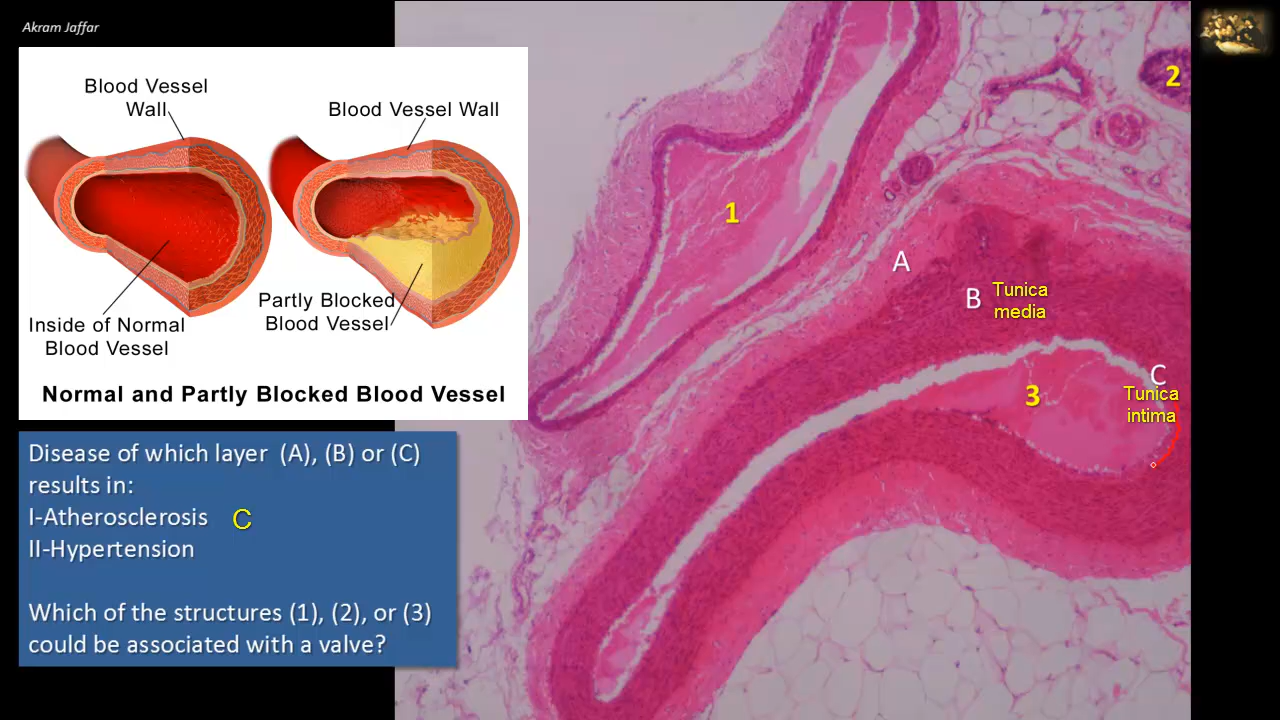 Akram Jaffar
Blood Vessel
Wall
Blood Vessel Wall
Partly Blocked
Blood Vessel
Inside of Normal
Blood Vessel
Normal and Partly Blocked Blood Vessel
Disease of which layer (A), (B) or (C)
results in:
I-Atherosclerosis C
II-Hypertension
Which of the structures (1), (2), or (3)
could be associated with a valve?
2
1
A
B Tunica
media
C
3 Tunica
intima